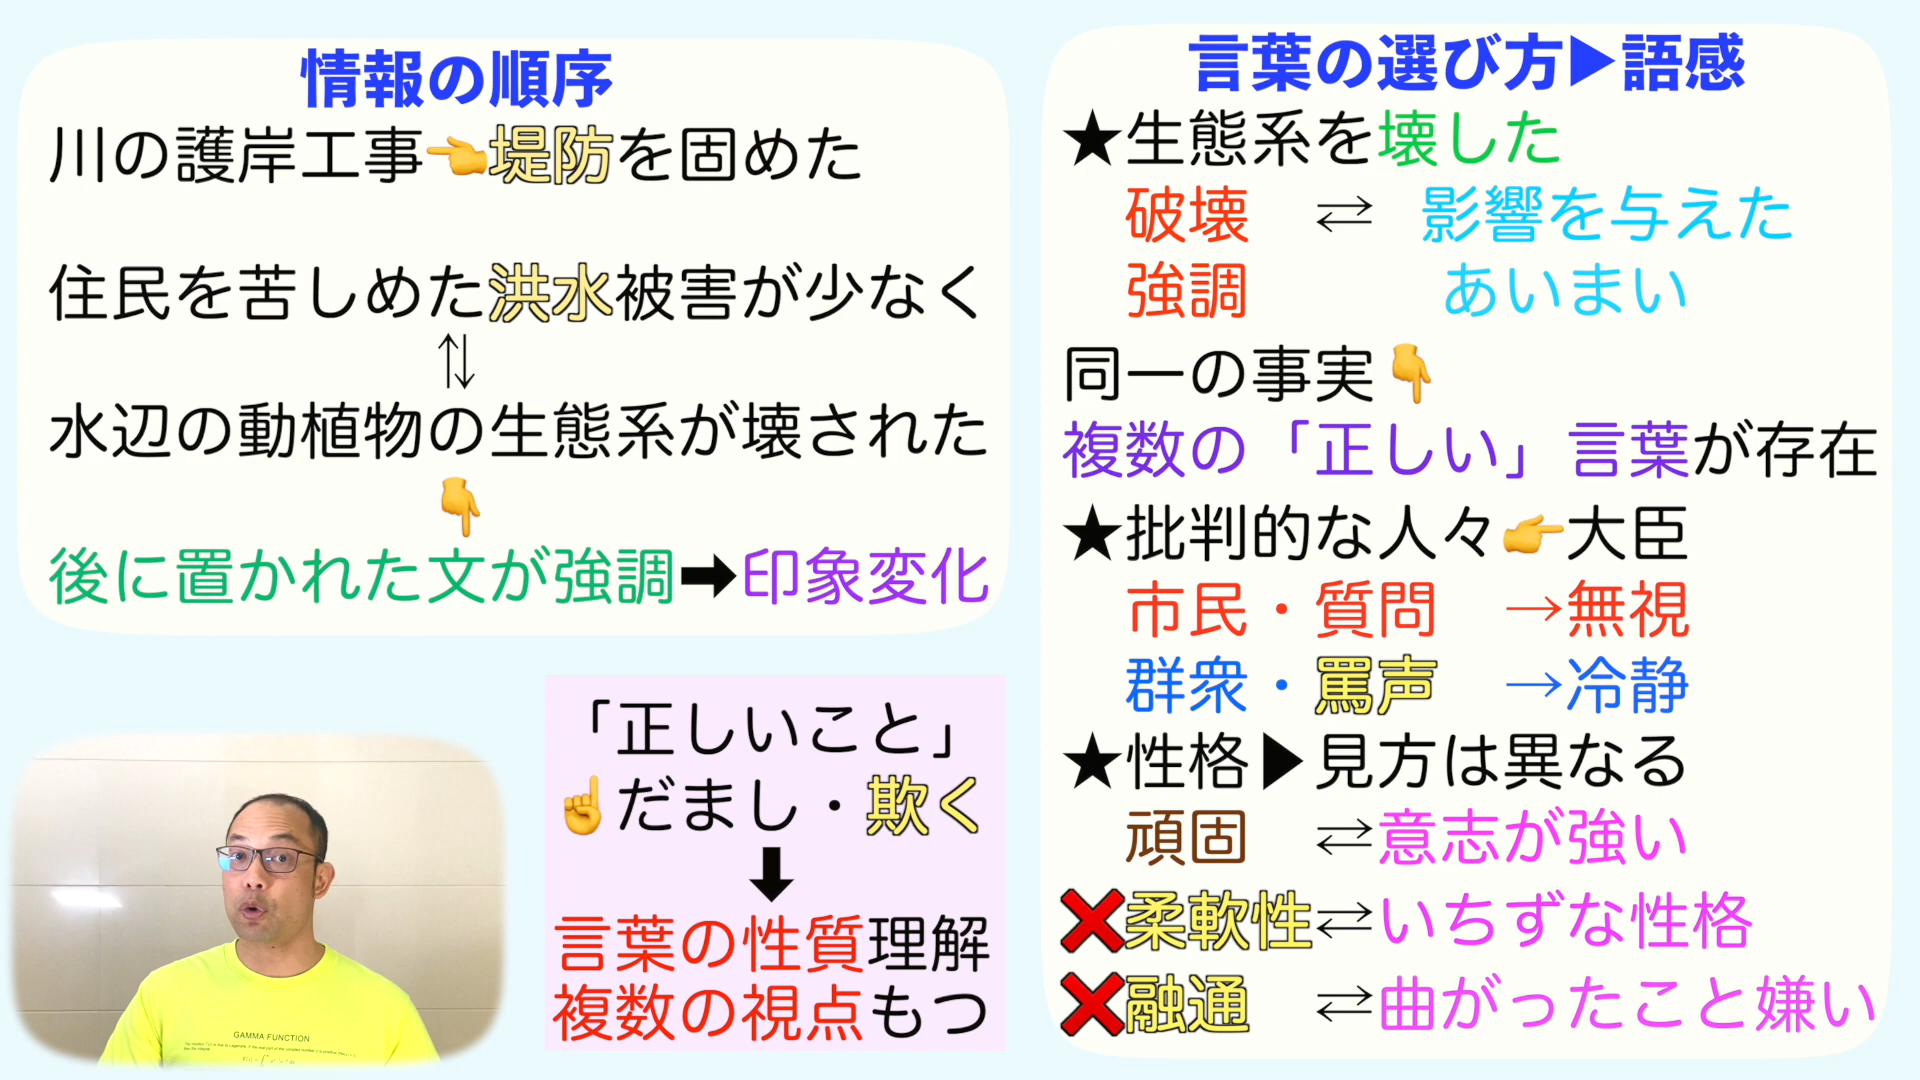 情報の順序
川の護岸工事👈堤防を固めた
住民を苦しめた洪水被害が少なく
⇅
水辺の動植物の生態系が壊された
👇
後に置かれた文が強調➡印象変化
「正しいこと」
☝だまし・欺く
⬇
言葉の性質理解
複数の視点もつ
言葉の選び方▶語感
★生態系を壊した
破壊 ⇄ 影響を与えた
強調 あいまい
同一の事実👇
複数の「正しい」言葉が存在
★批判的な人々👉大臣
市民・質問 →無視
群衆・罵声 →冷静
★性格▶見方は異なる
頑固 ⇄意志が強い
❌柔軟性⇄いちずな性格
❌融通 ⇄曲がったこと嫌い
GAMMA FUNCTION